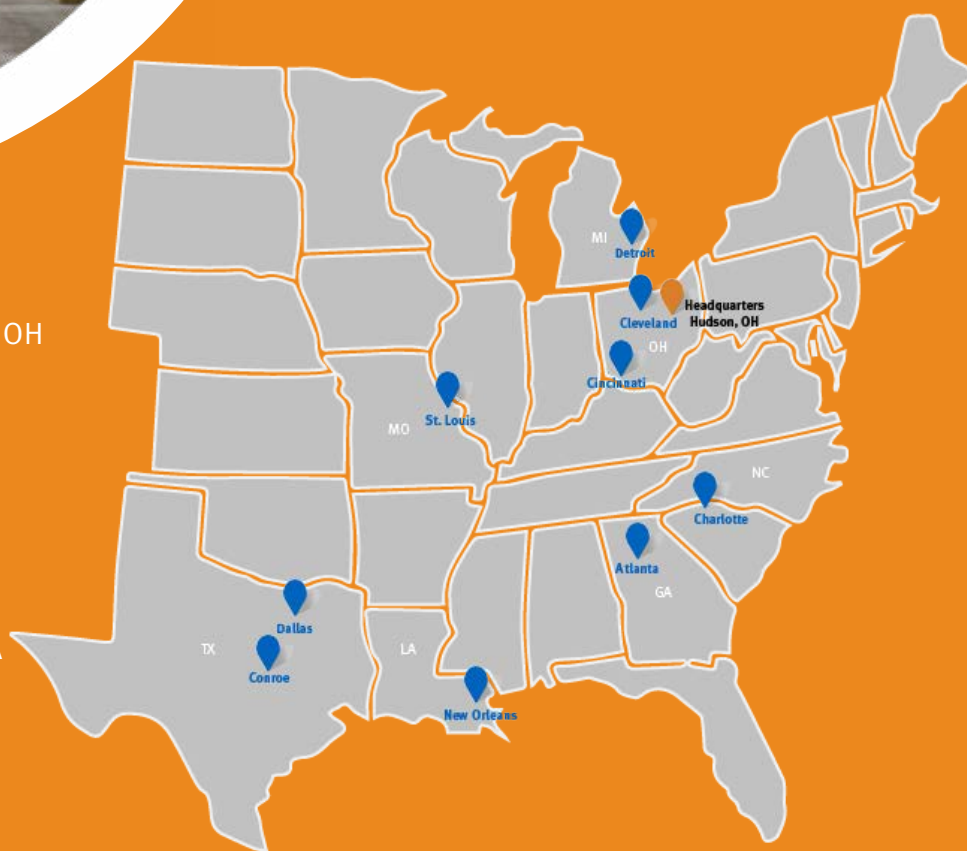 MI
Detroit
Headquarters
Hudson, OH
Cleveland
OH
OH
Cincinnati
St. Louis
MO
NC
Charlotte
Atlanta
GA
Dallas
TX
LA
Conroe
New Orleans